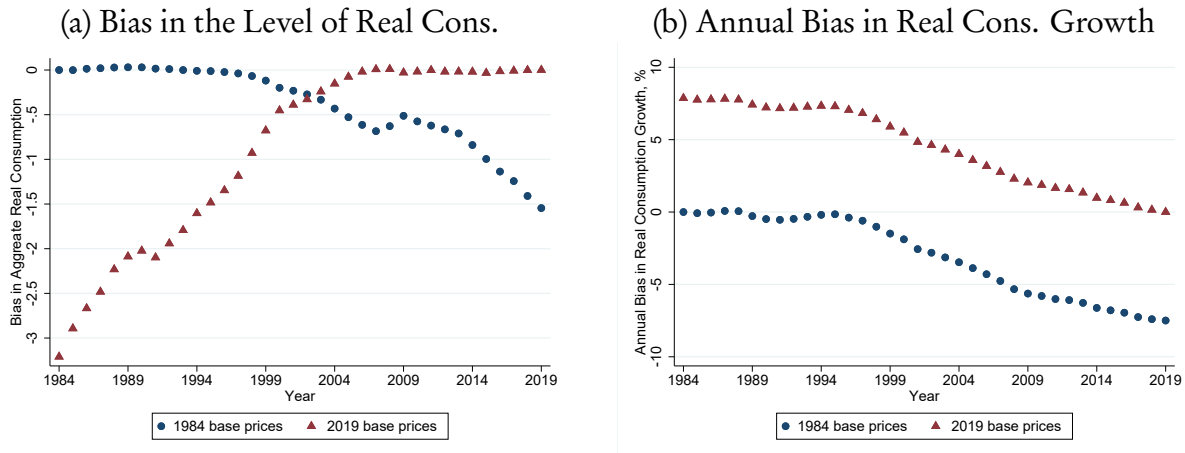 (a) Bias in the Level of Real Cons.
Bias in Aggreate Real Consumption
0
-.5
-1
-1.5
-2
-2.5
-3
1984 1989 1994 1999 2004 2009 2014 2019
Year
1984 base prices 2019 base prices
(b) Annual Bias in Real Cons. Growth
Annual Bias in Real Consumption Growth, %
10
5
0
-5
-10
1984 1989 1994 1999 2004 2009 2014 2019
Year
1984 base prices 2019 base prices